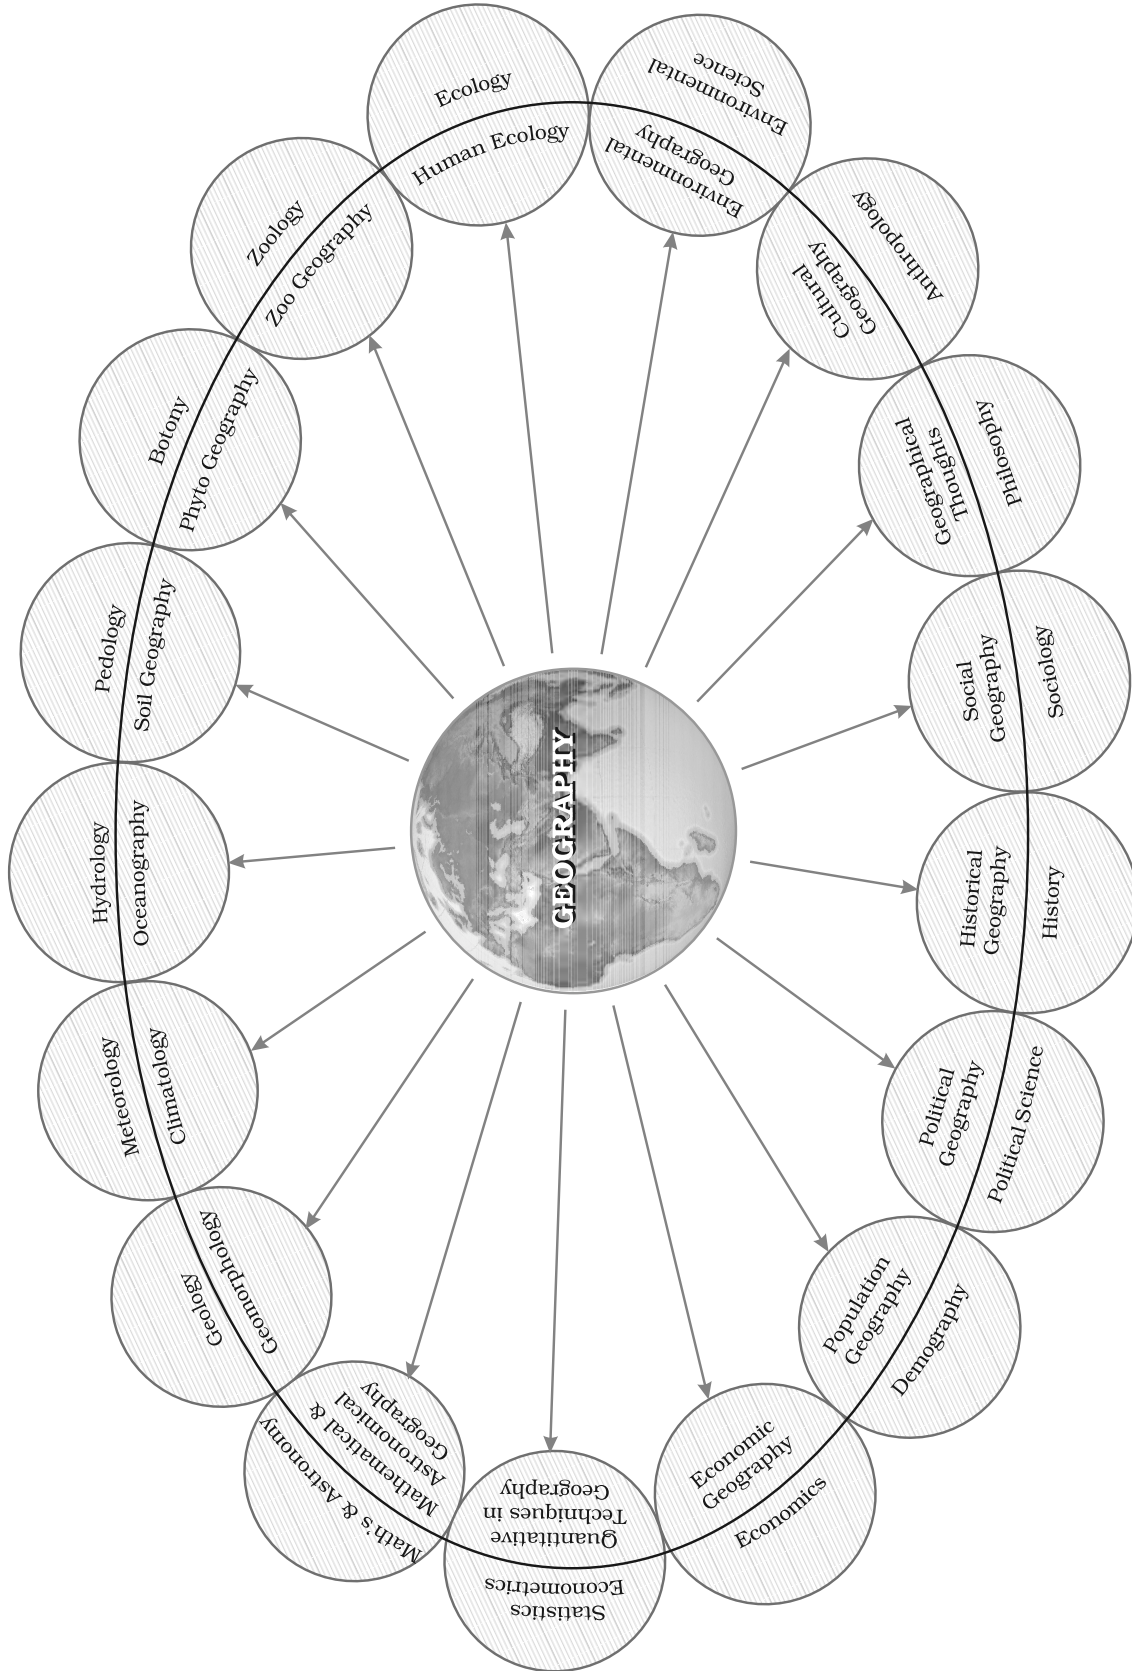 GEOGRAPHY
Ecology
Human Ecology
Environmental
Science
Environmental
Geography
Anthropology
Cultural
Geography
Philosophy
Geographical
Thoughts
Sociology
Social
Geography
Historical
Geography
History
Political
Geography
Political Science
Population
Geography
Demography
Economic
Geography
Economics
Statistics
Econometrics
Quantitative
Techniques in
Geography
Math's & Astronomy
Mathematical &
Astronomical
Geography
Geology
Geomorphology
Meteorology
Climatology
Hydrology
Oceanography
Pedology
Soil Geography
Botony
Phyto Geography
Zoology
Zoo Geography